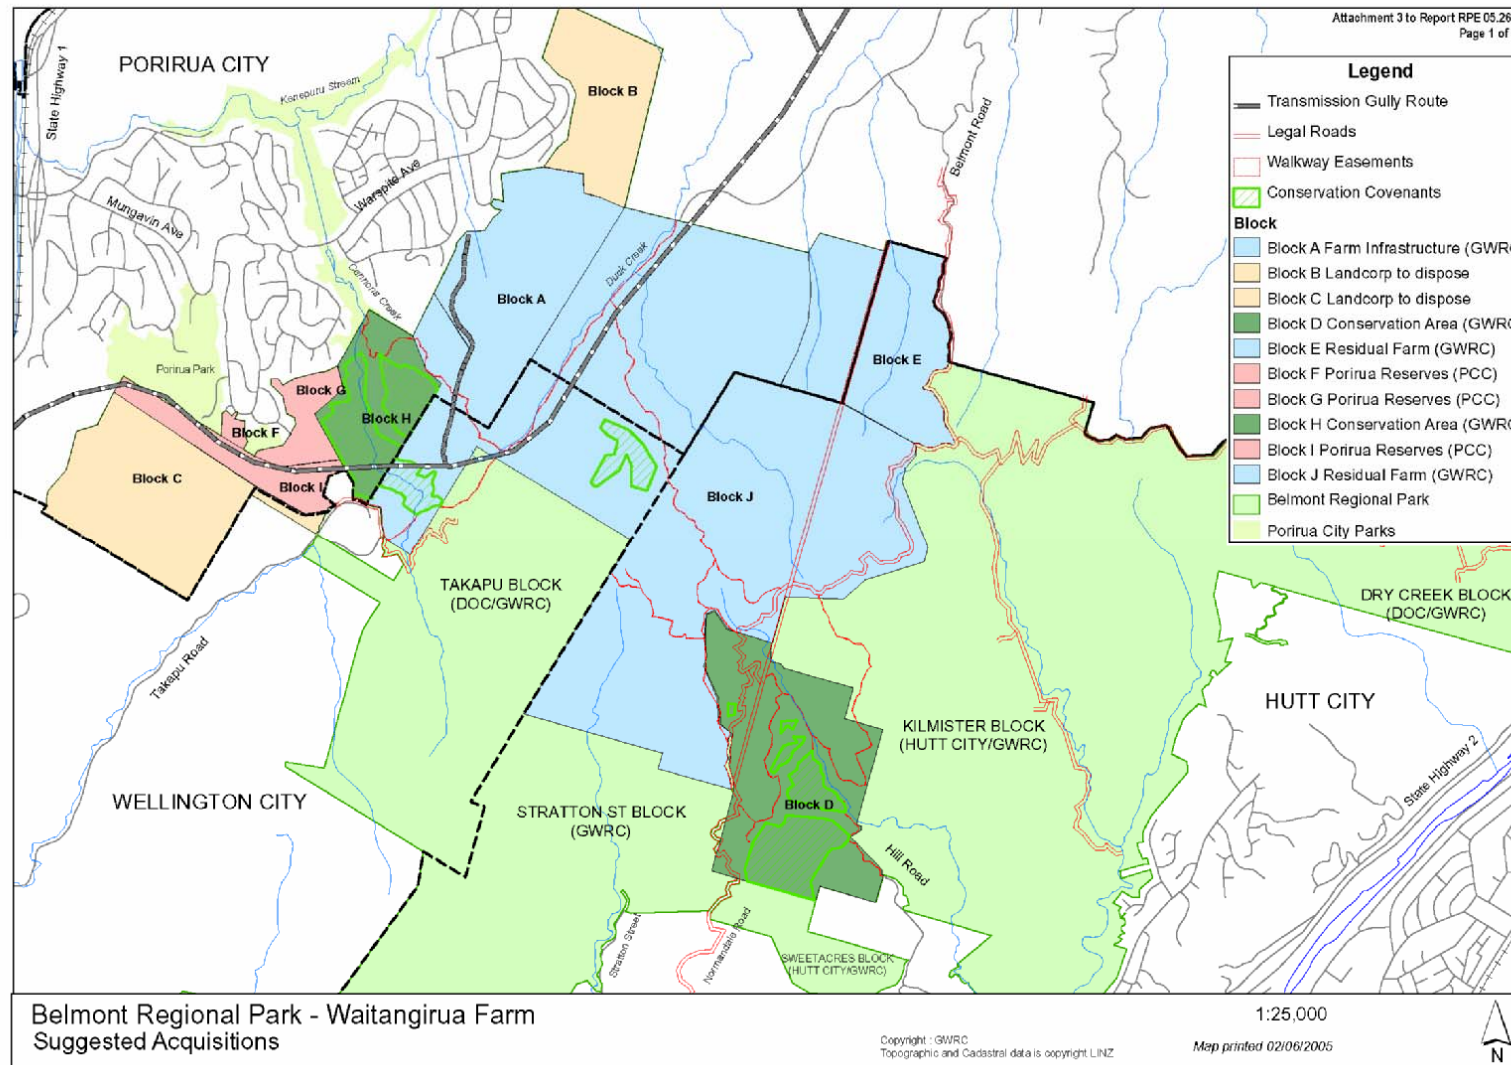 Attachment 3 to Report RPE 05.26
Page 1 of
PORIRUA CITY
State Highway 1
Kenepuru Stream
Mungavin Ave
Warspite Ave
Cannons Creek
Duck Creek
Belmont Road
Porirua Park
Block B
Block A
Block E
Block G
Block H
Block F
Block C
Block I
Block J
Legend
Transmission Gully Route
Legal Roads
Walkway Easements
Conservation Covenants
Block
Block A Farm Infrastructure (GWRC
Block B Landcorp to dispose
Block C Landcorp to dispose
Block D Conservation Area (GWRC
Block E Residual Farm (GWRC)
Block F Porirua Reserves (PCC)
Block G Porirua Reserves (PCC)
Block H Conservation Area (GWRC
Block I Porirua Reserves (PCC)
Block J Residual Farm (GWRC)
Belmont Regional Park
Porirua City Parks
TAKAPU BLOCK
(DOC/GWRC)
DRY CREEK BLOCK
(DOC/GWRC)
Takapu Road
HUTT CITY
KILMISTER BLOCK
(HUTT CITY/GWRC)
State Highway 2
WELLINGTON CITY
STRATTON ST BLOCK
(GWRC)
Block D
Hill Road
Stratton Street
Normandale Road
SWEETACRES BLOCK
(HUTT CITY/GWRC)
Belmont Regional Park - Waitangirua Farm
Suggested Acquisitions
Copyright : GWRC
Topographic and Cadastral data is copyright LINZ
1:25,000
Map printed 02/06/2005
N